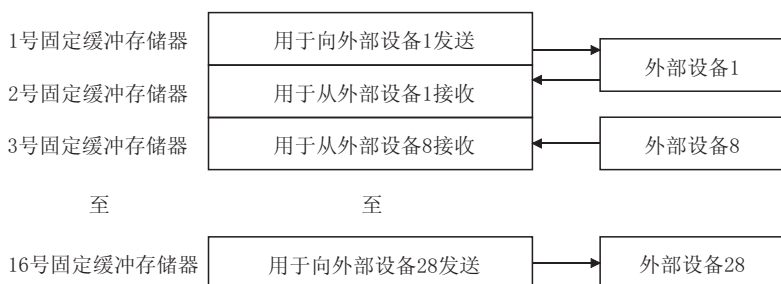 1号固定缓冲存储器 用于向外部设备1发送
外部设备1
2号固定缓冲存储器 用于从外部设备1接收
3号固定缓冲存储器 用于从外部设备8接收 外部设备8
至 至
16号固定缓冲存储器 用于向外部设备28发送 外部设备28